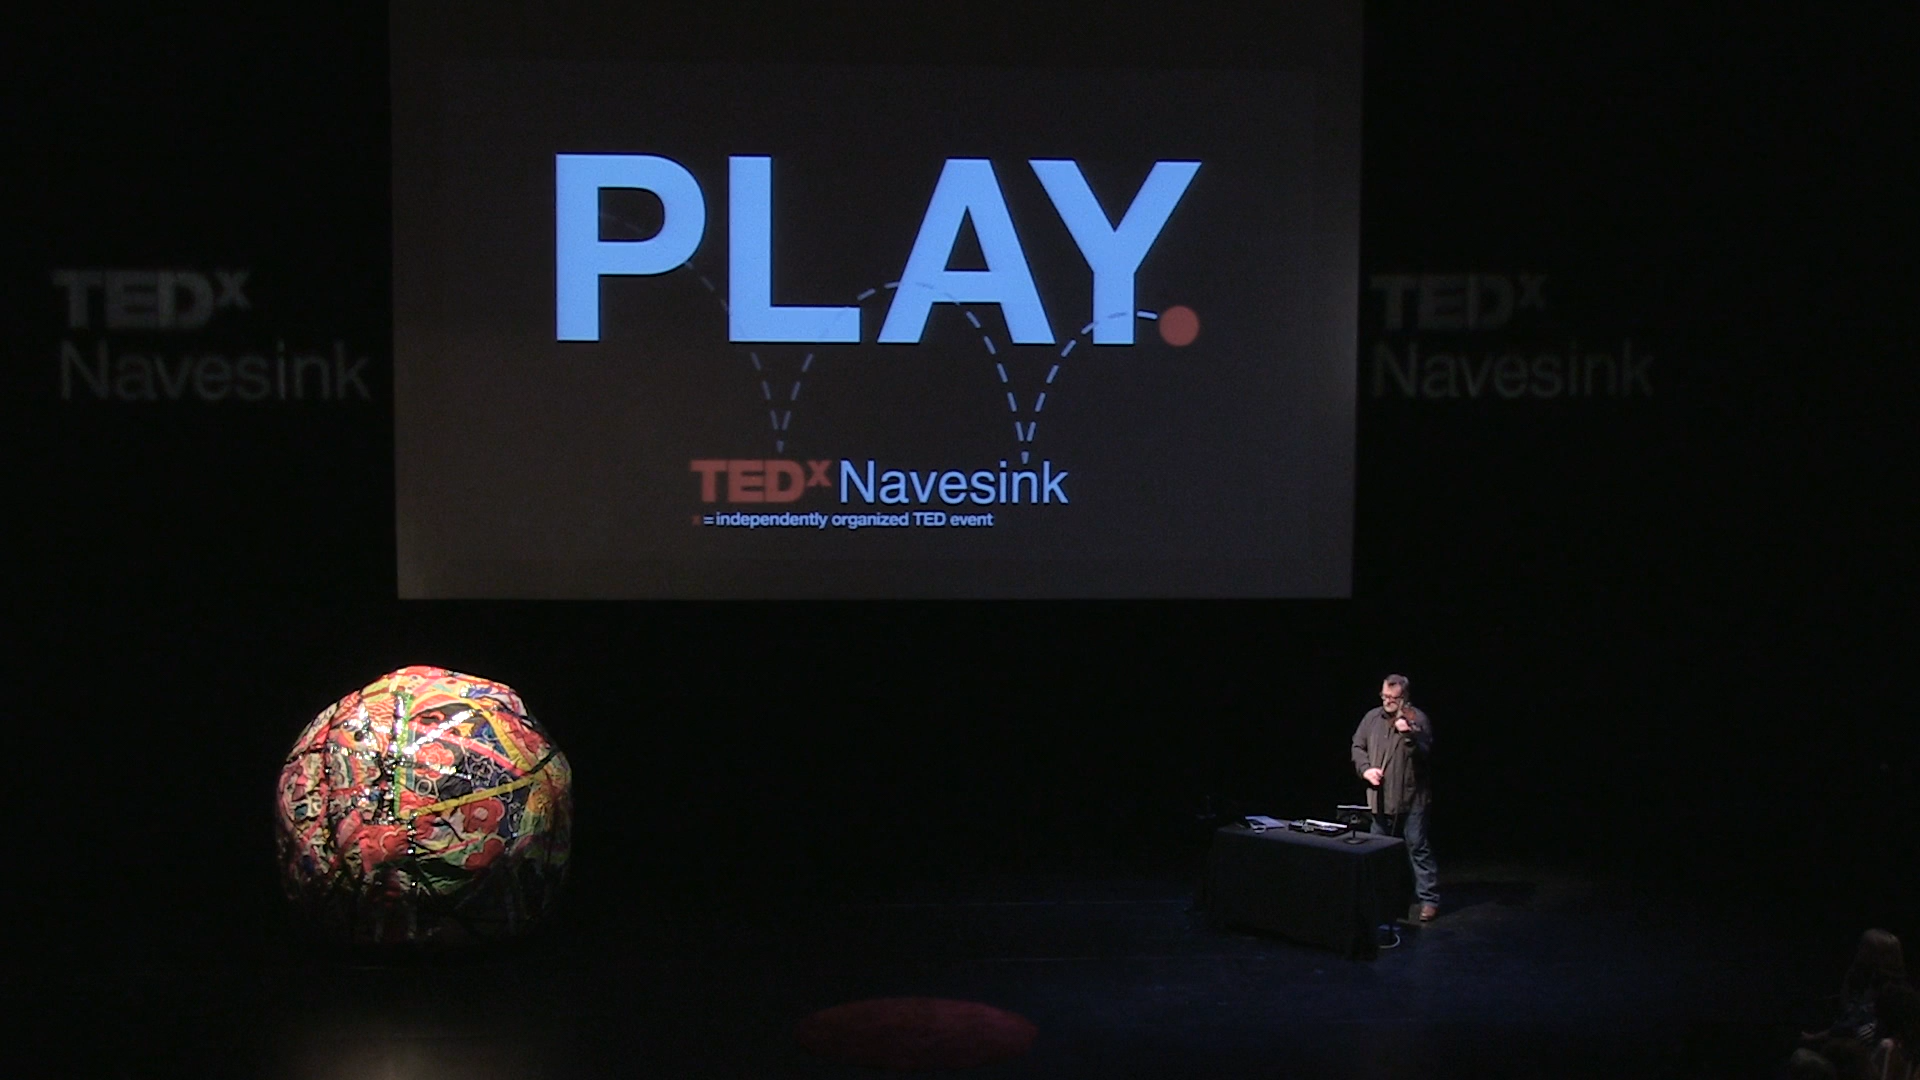 PLAY.
TEDx Navesink
x = independently organized TED event
TEDx
Navesink
TEDx
Navesink